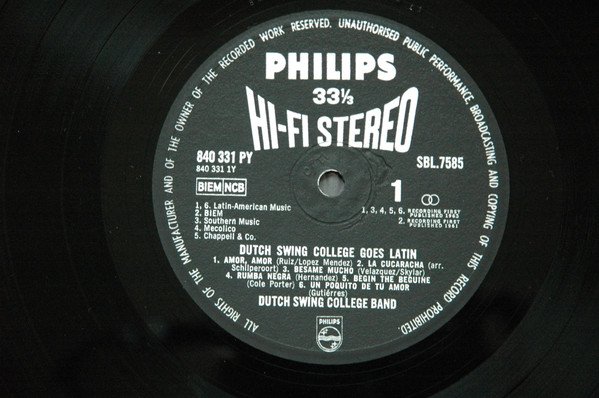 ALL RIGHTS OF THE MANUFACTURER AND OF THE OWNER OF THE RECORDED WORK RESERVED. UNAUTHORISED PUBLIC PERFORMANCE, BROADCASTING AND COPYING OF THIS RECORD PROHIBITED.
PHILIPS
33⅓
HI-FI STEREO
840 331 PY
SBL.7585
840 331 1Y
BIEM NCB
1
1, 6. Latin-American Music
2. BIEM
3. Southern Music
4. Mecolico
5. Chappell & Co.
1, 3, 4, 5, 6. RECORDING FIRST PUBLISHED 1963
2. RECORDING FIRST PUBLISHED 1961
DUTCH SWING COLLEGE GOES LATIN
1. AMOR, AMOR (Ruiz/Lopez Mendez) 2. LA CUCARACHA (arr.
Schilperoort) 3. BESAME MUCHO (Velazquez/Skylar)
4. RUMBA NEGRA (Hernandez) 5. BEGIN THE BEGUINE
(Cole Porter) 6. UN POQUITO DE TU AMOR
(Gutiérres)
DUTCH SWING COLLEGE BAND
PHILIPS